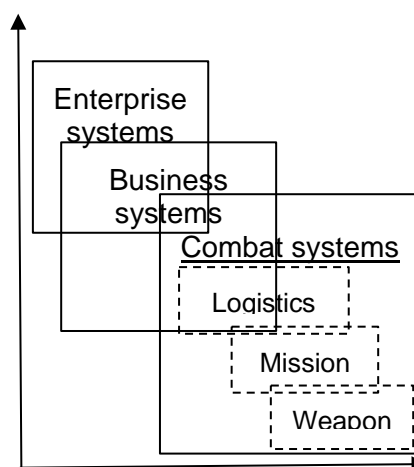 Enterprise
systems
Business
systems
Combat systems
Logistics
Mission
Weapon